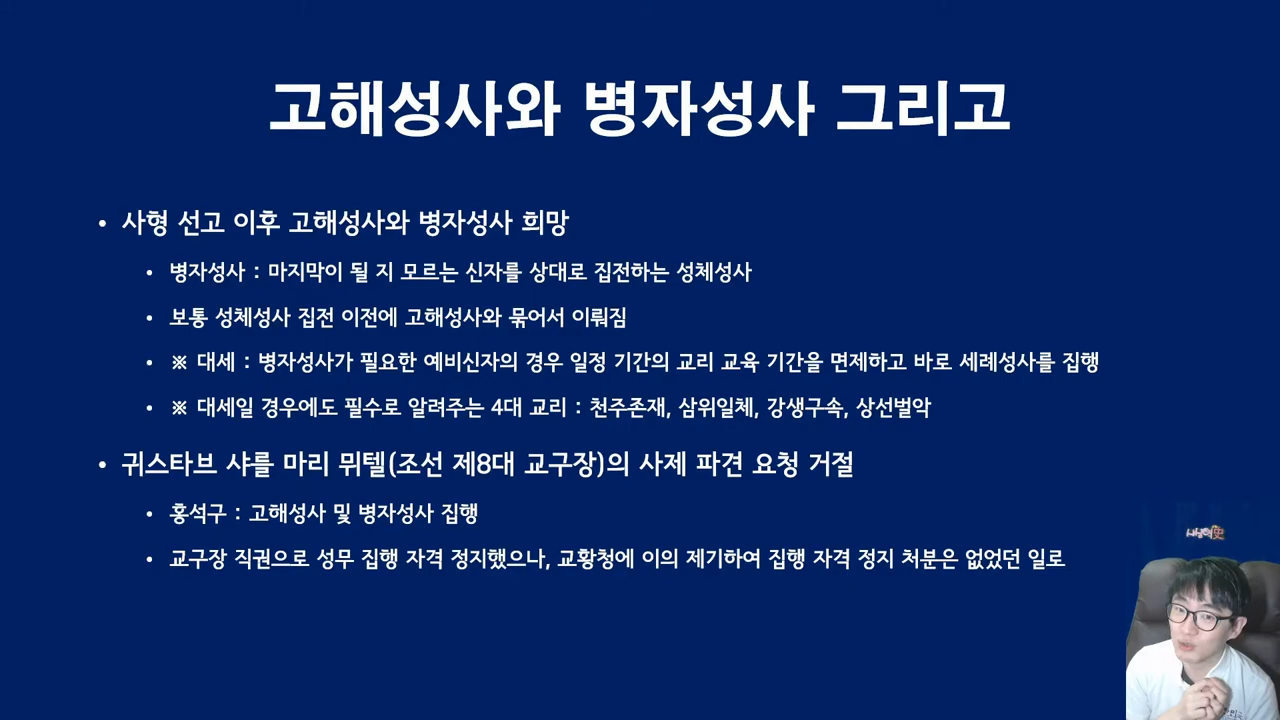 고해성사와 병자성사 그리고
• 사형 선고 이후 고해성사와 병자성사 희망
• 병자성사 : 마지막이 될 지 모르는 신자를 상대로 집전하는 성체성사
• 보통 성체성사 집전 이전에 고해성사와 묶어서 이뤄짐
• ※ 대세 : 병자성사가 필요한 예비신자의 경우 일정 기간의 교리 교육 기간을 면제하고 바로 세례성사를 집행
• ※ 대세일 경우에도 필수로 알려주는 4대 교리 : 천주존재, 삼위일체, 강생구속, 상선벌악
• 귀스타브 샤를 마리 뮈텔(조선 제8대 교구장)의 사제 파견 요청 거절
• 홍석구 : 고해성사 및 병자성사 집행
• 교구장 직권으로 성무 집행 자격 정지했으나, 교황청에 이의 제기하여 집행 자격 정지 처분은 없었던 일로